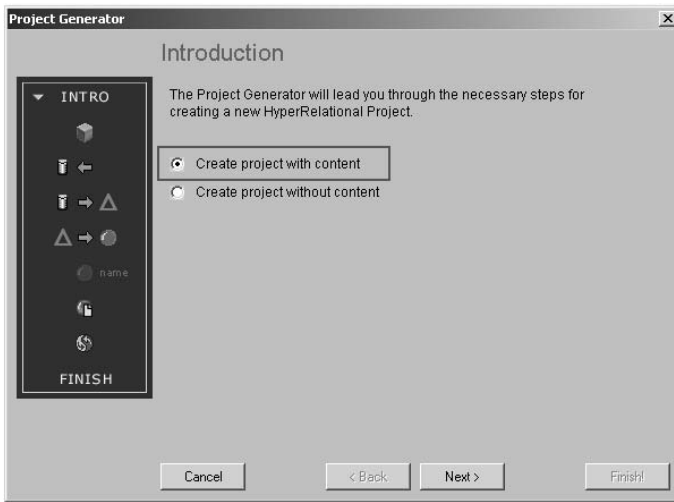 Project Generator
Introduction
INTRO
name
FINISH
The Project Generator will lead you through the necessary steps for
creating a new HyperRelational Project.
Create project with content
Create project without content
Cancel
< Back
Next >
Finish!